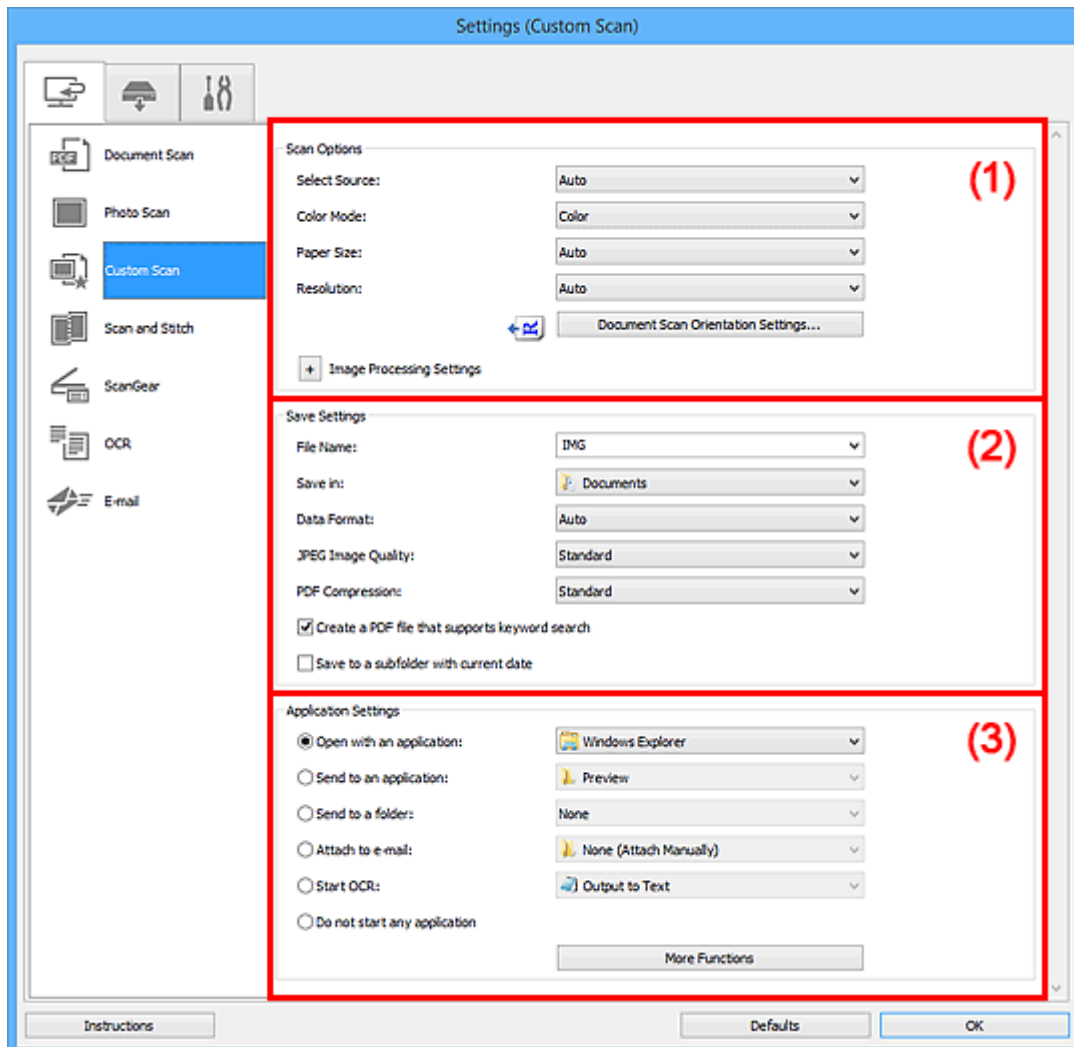 Settings (Custom Scan)
Document Scan
Photo Scan
Custom Scan
Scan and Stitch
ScanGear
OCR
E-mail
Scan Options
(1)
Select Source: Auto
Color Mode: Color
Paper Size: Auto
Resolution: Auto
Document Scan Orientation Settings...
+ Image Processing Settings
Save Settings
(2)
File Name: IMG
Save in: Documents
Data Format: Auto
JPEG Image Quality: Standard
PDF Compression: Standard
Create a PDF file that supports keyword search
Save to a subfolder with current date
Application Settings
(3)
Open with an application: Windows Explorer
Send to an application: Preview
Send to a folder: None
Attach to e-mail: None (Attach Manually)
Start OCR: Output to Text
Do not start any application
More Functions
Instructions
Defaults
OK